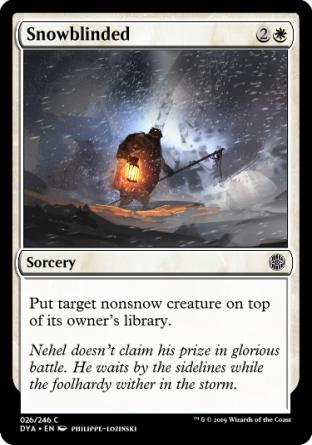 Snowblinded 2
Sorcery
Put target nonsnow creature on top
of its owner's library.
Nehel doesn't claim his prize in glorious
battle. He waits by the sidelines while
the foolhardy wither in the storm.
026/246 C
DYA • EN PHILIPPE-LOZINSKI
™ & © 2019 Wizards of the Coast